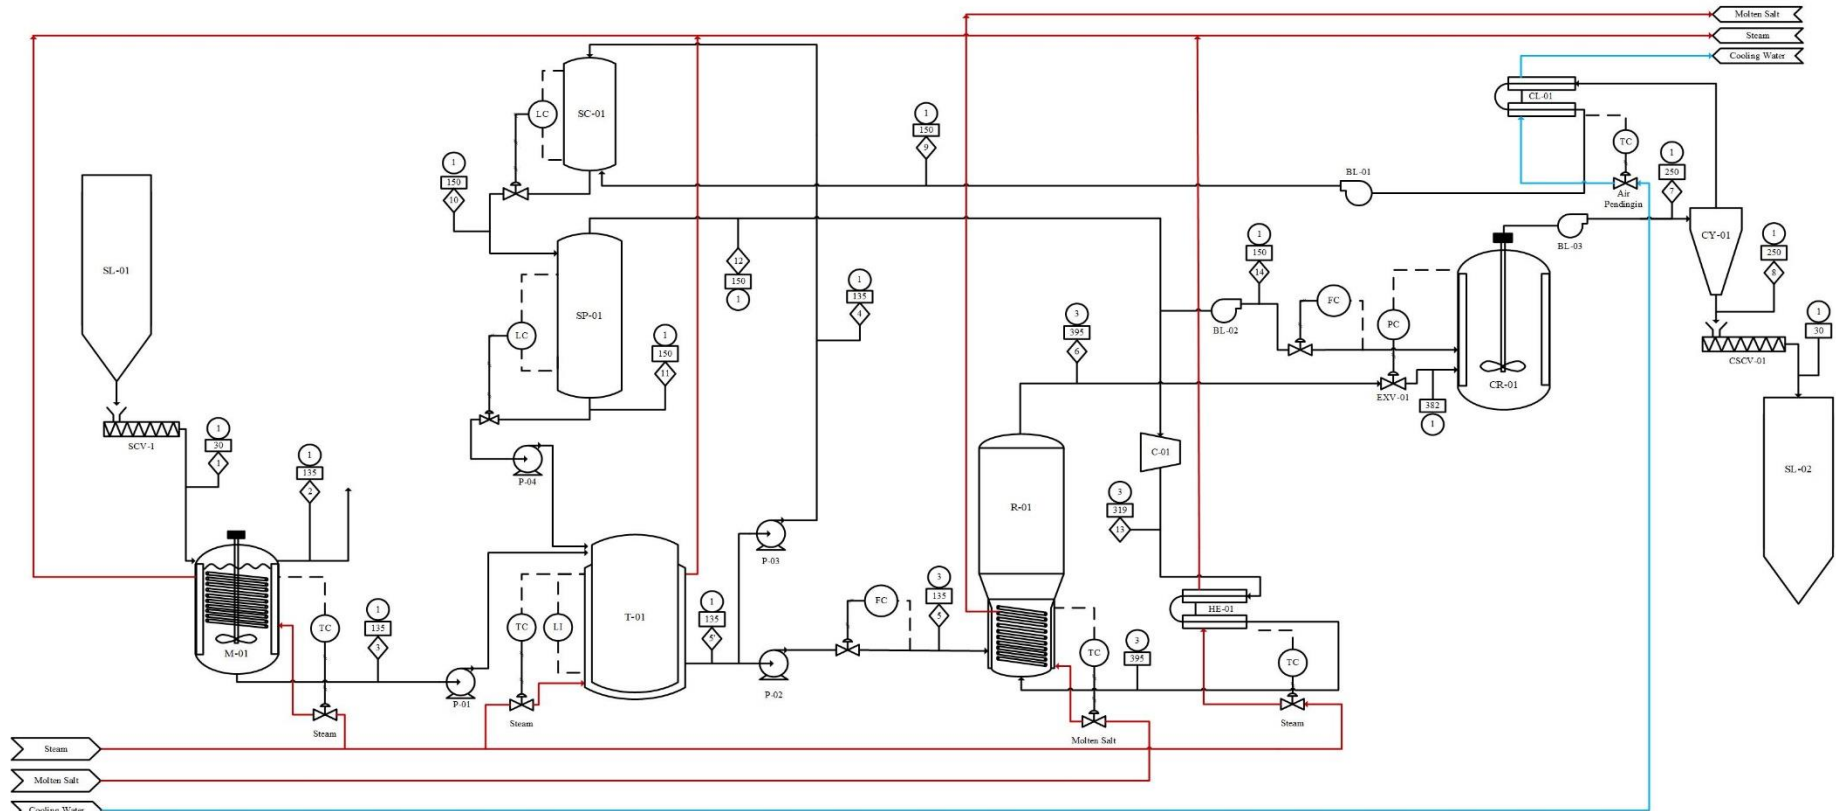 Molten Salt
Steam
Cooling Water
CL-01
TC
Air
Pendingin
1
250
7
SC-01
LC
1
150
9
1
150
10
BL-01
BL-03
CY-01
1
250
8
SL-01
SP-01
LC
12
150
1
1
135
4
1
150
14
BL-02
FC
PC
EXV-01
CR-01
382
1
CSCV-01
1
30
SL-02
3
395
6
1
150
11
SCV-1
1
30
1
1
135
2
P-04
C-01
3
319
13
R-01
P-03
M-01
TC
Steam
1
135
3
P-01
TC
LI
T-01
Steam
1
135
5'
P-02
FC
3
135
5
TC
Molten Salt
3
395
HE-01
TC
Steam
Steam
Molten Salt
Cooling Water